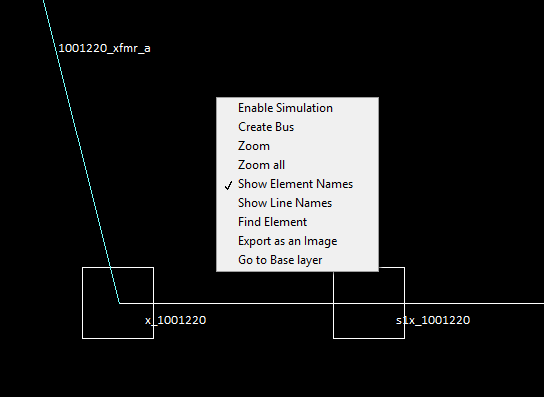 1001220_xfmr_a
Enable Simulation
Create Bus
Zoom
Zoom all
Show Element Names
Show Line Names
Find Element
Export as an Image
Go to Base layer
x_1001220
s1x_1001220